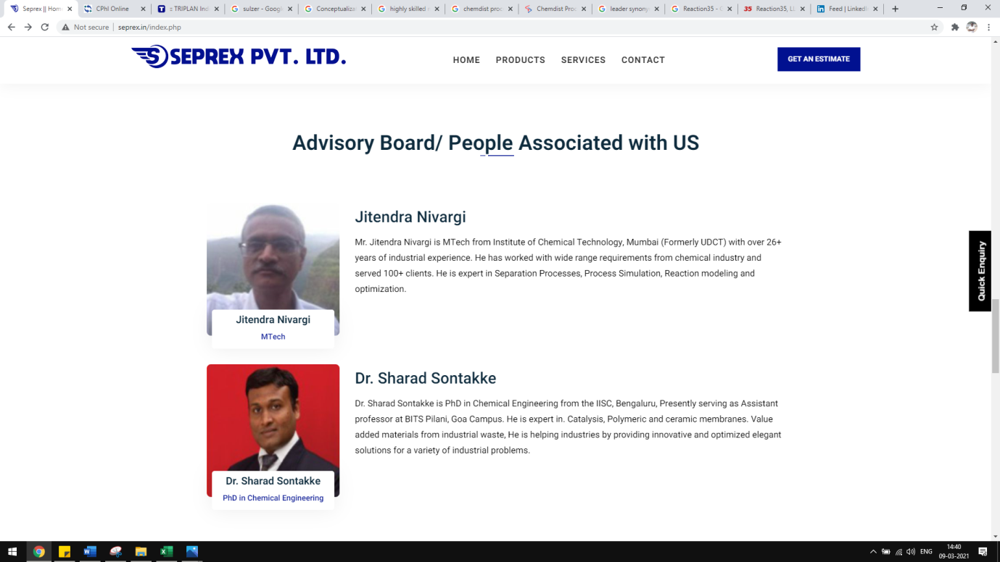 Seprex || Hom
CPhI Online
:: TRIPLAN Ind
sulzer - Googl
Conceptualiza
highly skilled
chemdist proc
Chemdist Proc
leader synony
Reaction35 -
Reaction35, L
Feed | LinkedI
Not secure | seprex.in/index.php
SEPREX PVT. LTD.
HOME PRODUCTS SERVICES CONTACT
GET AN ESTIMATE
Advisory Board/ People Associated with US
Jitendra Nivargi
Mr. Jitendra Nivargi is MTech from Institute of Chemical Technology, Mumbai (Formerly UDCT) with over 26+
years of industrial experience. He has worked with wide range requirements from chemical industry and
served 100+ clients. He is expert in Separation Processes, Process Simulation, Reaction modeling and
optimization.
Jitendra Nivargi
MTech
Quick Enquiry
Dr. Sharad Sontakke
Dr. Sharad Sontakke is PhD in Chemical Engineering from the IISC, Bengaluru, Presently serving as Assistant
professor at BITS Pilani, Goa Campus. He is expert in. Catalysis, Polymeric and ceramic membranes. Value
added materials from industrial waste, He is helping industries by providing innovative and optimized elegant
solutions for a variety of industrial problems.
Dr. Sharad Sontakke
PhD in Chemical Engineering
ENG
14:40
09-03-2021